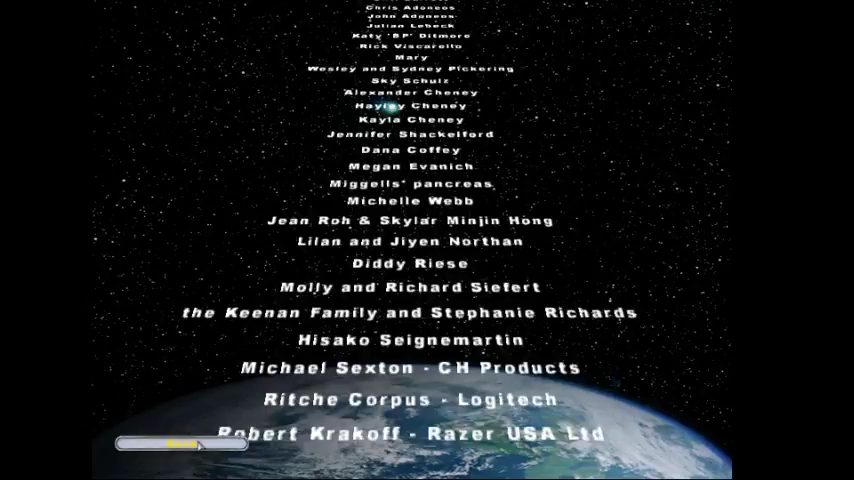 Chris Adoneos
John Adoneos
Julian Lebeck
Katy 'BP' Ditmore
Rick Viscarello
Mary
Wesley and Sydney Pickering
Sky Schulz
Alexander Cheney
Hayley Cheney
Kayla Cheney
Jennifer Shackelford
Dana Coffey
Megan Evanich
Miggells' pancreas
Michelle Webb
Jean Roh & Skylar Minjin Hong
Lilan and Jiyen Northan
Diddy Riese
Molly and Richard Siefert
the Keenan Family and Stephanie Richards
Hisako Seignemartin
Michael Sexton - CH Products
Ritche Corpus - Logitech
Robert Krakoff - Razer USA Ltd